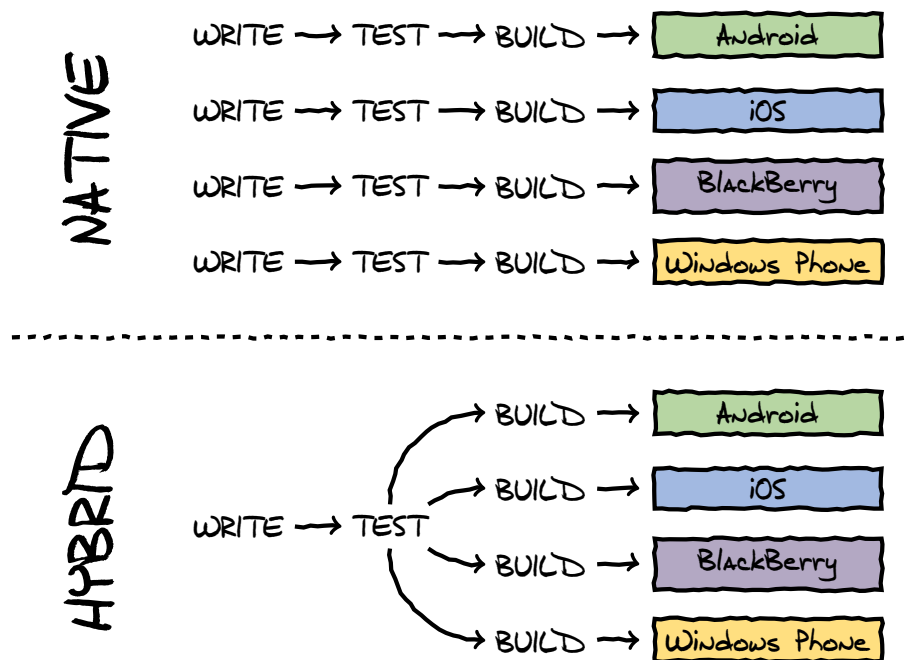 NATIVE
WRITE TEST BUILD Android
WRITE TEST BUILD iOS
WRITE TEST BUILD BlackBerry
WRITE TEST BUILD Windows Phone
HYBRID
BUILD Android
BUILD iOS
WRITE TEST
BUILD BlackBerry
BUILD Windows Phone